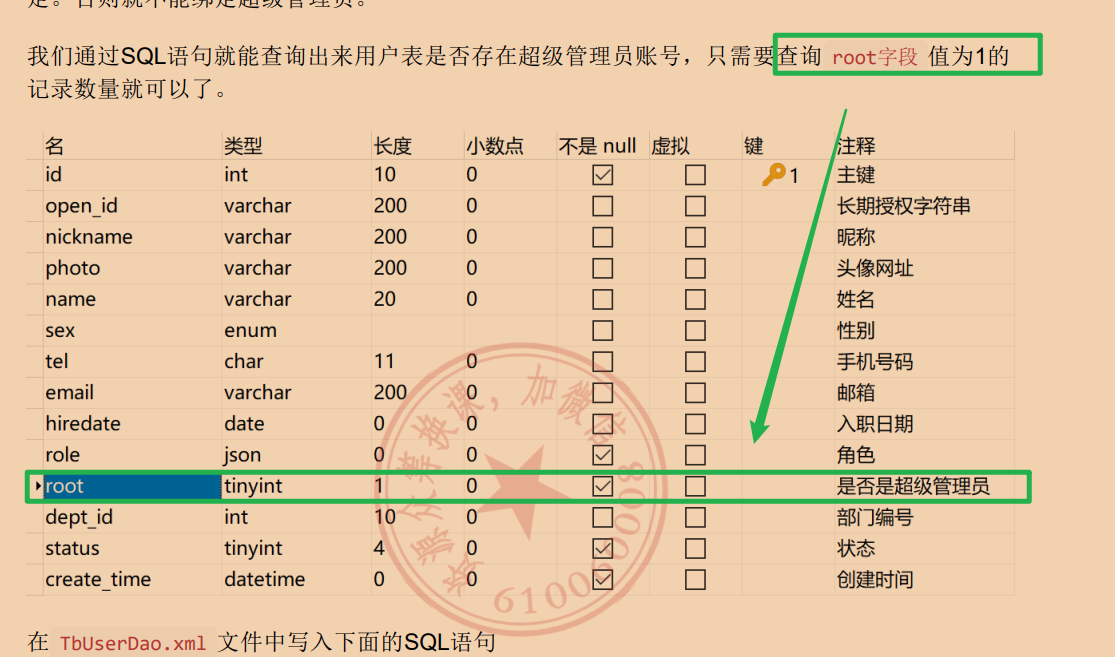 定。否则就不能绑定超级管理员。
我们通过SQL语句就能查询出来用户表是否存在超级管理员账号，只需要查询 root字段 值为1的
记录数量就可以了。
名 类型 长度 小数点 不是 null 虚拟 键 注释
id int 10 0 1 主键
open_id varchar 200 0 长期授权字符串
nickname varchar 200 0 昵称
photo varchar 200 0 头像网址
name varchar 20 0 姓名
sex enum 性别
tel char 11 0 手机号码
email varchar 200 0 邮箱
hiredate date 0 0 入职日期
role json 0 0 角色
root tinyint 1 0 是否是超级管理员
dept_id int 10 0 部门编号
status tinyint 4 0 状态
create_time datetime 0 0 创建时间
在 TbUserDao.xml 文件中写入下面的SQL语句